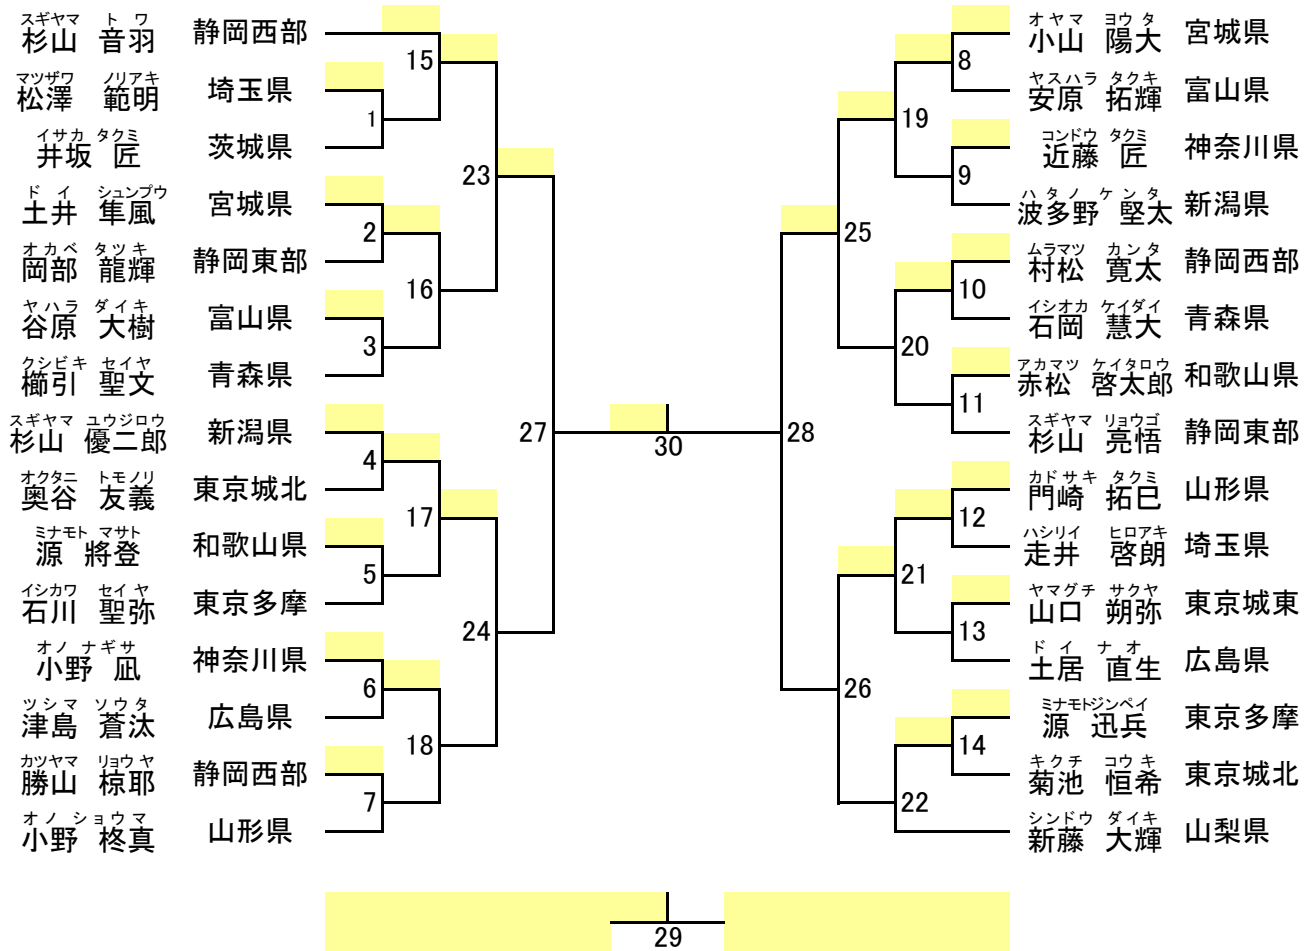 スギヤマ トワ
杉山 音羽 静岡西部
マツザワ ノリアキ
松澤 範明 埼玉県
イサカ タクミ
井坂 匠 茨城県
ドイ シュンプウ
土井 隼風 宮城県
オカベ タツキ
岡部 龍輝 静岡東部
ヤハラ ダイキ
谷原 大樹 富山県
クシビキ セイヤ
櫛引 聖文 青森県
スギヤマ ユウジロウ
杉山 優二郎 新潟県
オクタニ トモノリ
奥谷 友義 東京城北
ミナモト マサト
源 將登 和歌山県
イシカワ セイヤ
石川 聖弥 東京多摩
オノ ナギサ
小野 凪 神奈川県
ツシマ ソウタ
津島 蒼汰 広島県
カツヤマ リョウヤ
勝山 椋耶 静岡西部
オノ ショウマ
小野 柊真 山形県
1
2
3
4
5
6
7
15
16
17
18
23
24
27
30
28
25
26
19
20
21
22
8
9
10
11
12
13
14
オヤマ ヨウタ
小山 陽大 宮城県
ヤスハラ タクキ
安原 拓輝 富山県
コンドウ タクミ
近藤 匠 神奈川県
ハタノ ケンタ
波多野 堅太 新潟県
ムラマツ カンタ
村松 寛太 静岡西部
イシオカ ケイダイ
石岡 慧大 青森県
アカマツ ケイタロウ
赤松 啓太郎 和歌山県
スギヤマ リョウゴ
杉山 亮悟 静岡東部
カドサキ タクミ
門崎 拓巳 山形県
ハシリイ ヒロアキ
走井 啓朗 埼玉県
ヤマグチ サクヤ
山口 朔弥 東京城東
ドイ ナオ
土居 直生 広島県
ミナモトジンペイ
源 迅兵 東京多摩
キクチ コウキ
菊池 恒希 東京城北
シンドウ ダイキ
新藤 大輝 山梨県
29